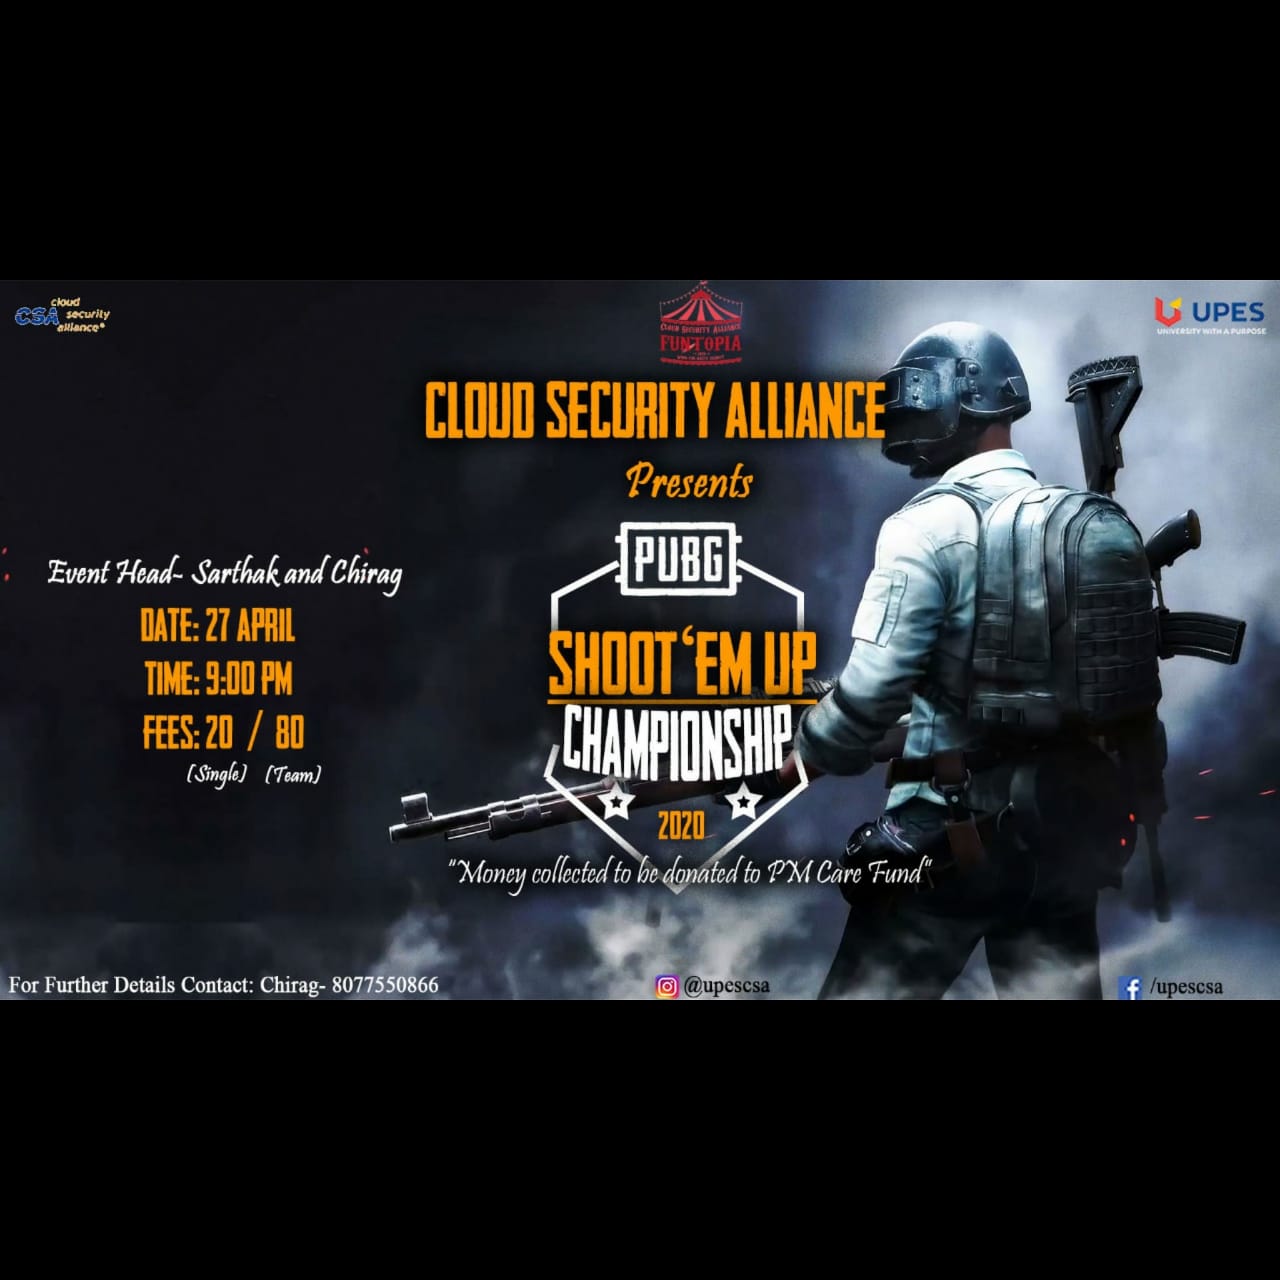 cloud
CSA security
alliance
CLOUD SECURITY ALLIANCE
FUNTOPIA
UPES
UNIVERSITY WITH A PURPOSE
CLOUD SECURITY ALLIANCE
Presents
PUBG
SHOOT 'EM UP
CHAMPIONSHIP
2020
"Money collected to be donated to PM Care Fund"
Event Head- Sarthak and Chirag
DATE: 27 APRIL
TIME: 9:00 PM
FEES: 20 / 80
[Single] [Team]
For Further Details Contact: Chirag- 8077550866
@upescsa
/upescsa